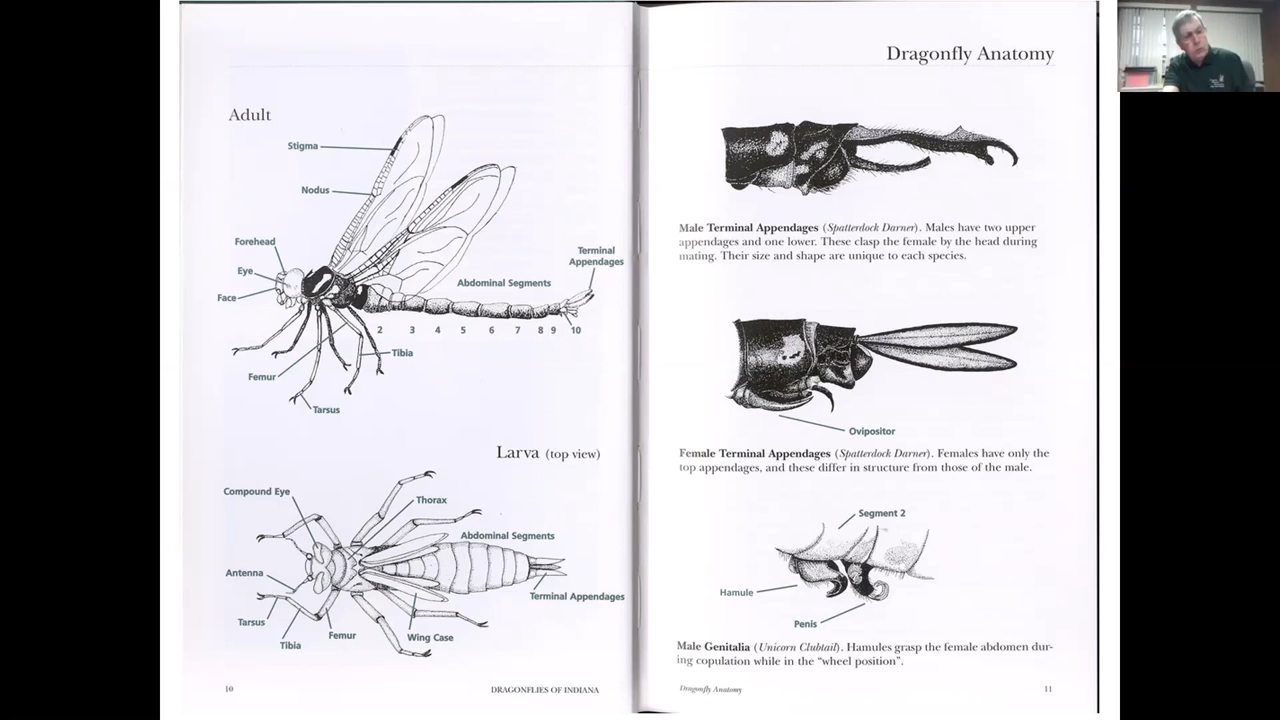 Adult
Stigma
Nodus
Forehead
Eye
Face
Terminal
Appendages
Abdominal Segments
2 3 4 5 6 7 8 9 10
Tibia
Femur
Tarsus
Larva (top view)
Compound Eye
Thorax
Abdominal Segments
Antenna
Terminal Appendages
Tarsus
Tibia
Femur
Wing Case
10
DRAGONFLIES OF INDIANA
Dragonfly Anatomy
Male Terminal Appendages (Spatterdock Darner). Males have two upper
appendages and one lower. These clasp the female by the head during
mating. Their size and shape are unique to each species.
Ovipositor
Female Terminal Appendages (Spatterdock Darner). Females have only the
top appendages, and these differ in structure from those of the male.
Segment 2
Hamule
Penis
Male Genitalia (Unicorn Clubtail). Hamules grasp the female abdomen dur-
ing copulation while in the “wheel position”.
Dragonfly Anatomy
11